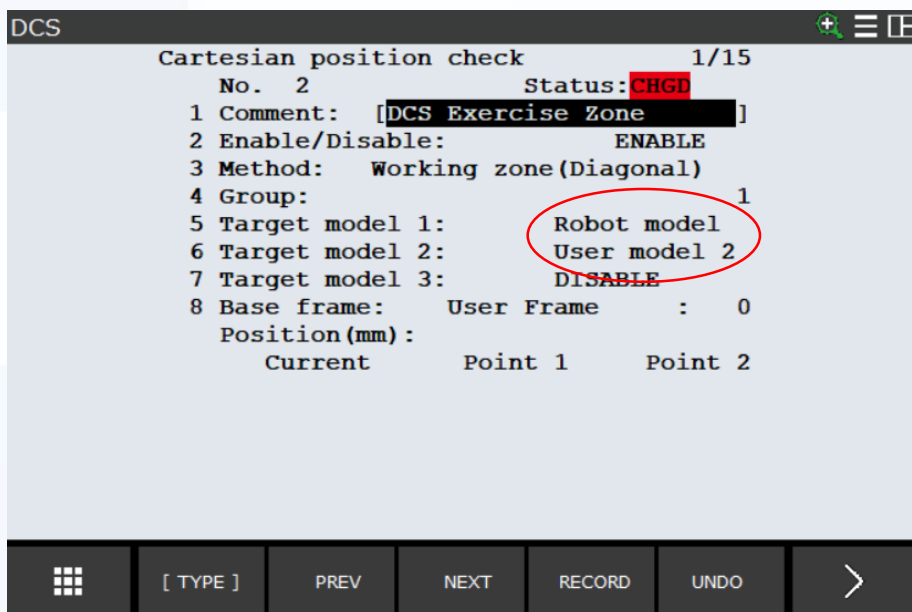 DCS
Cartesian position check 1/15
No. 2 Status:CHGD
1 Comment: [DCS Exercise Zone ]
2 Enable/Disable: ENABLE
3 Method: Working zone(Diagonal)
4 Group: 1
5 Target model 1: Robot model
6 Target model 2: User model 2
7 Target model 3: DISABLE
8 Base frame: User Frame : 0
Position(mm):
Current Point 1 Point 2
[ TYPE ] PREV NEXT RECORD UNDO